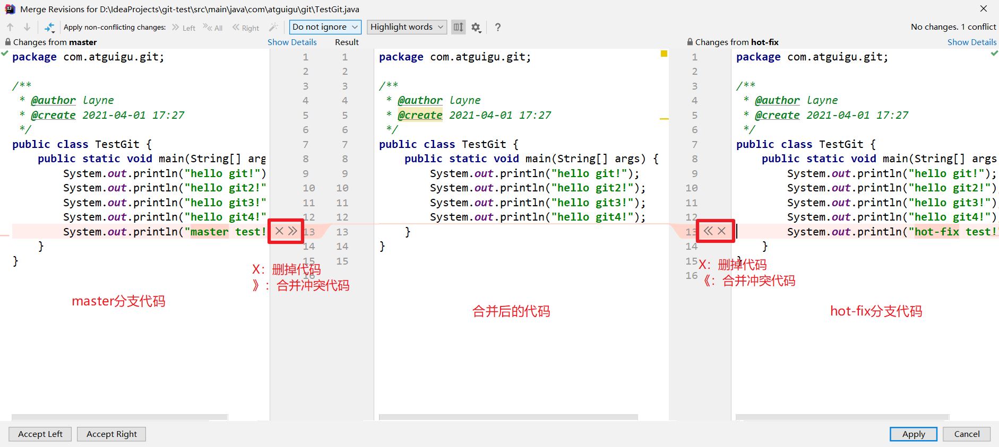 Merge Revisions for D:\IdeaProjects\git-test\src\main\java\com\atguigu\git\TestGit.java
Apply non-conflicting changes: Left All Right Do not ignore Highlight words ? No changes. 1 conflict
Changes from master Show Details Result Changes from hot-fix Show Details
package com.atguigu.git;
/**
* @author layne
* @create 2021-04-01 17:27
*/
public class TestGit {
public static void main(String[] arg
System.out.println("hello git!")
System.out.println("hello git2!"
System.out.println("hello git3!"
System.out.println("hello git4!"
System.out.println("master test!
}
}
1 1
2 2
3 3
4 4
5 5
6 6
7 7
8 8
9 9
10 10
11 11
12 12
13 13
14 14
15 15
16
X：删掉代码
》：合并冲突代码
master分支代码
package com.atguigu.git;
/**
* @author layne
* @create 2021-04-01 17:27
*/
public class TestGit {
public static void main(String[] args) {
System.out.println("hello git!");
System.out.println("hello git2!");
System.out.println("hello git3!");
System.out.println("hello git4!");
}
}
合并后的代码
1
2
3
4
5
6
7
8
9
10
11
12
13
14
15
16
package com.atguigu.git;
/**
* @author layne
* @create 2021-04-01 17:27
*/
public class TestGit {
public static void main(String[] args
System.out.println("hello git!");
System.out.println("hello git2!")
System.out.println("hello git3!")
System.out.println("hello git4!")
System.out.println("hot-fix test!"
}
}
X：删掉代码
《：合并冲突代码
hot-fix分支代码
Accept Left Accept Right Apply Cancel